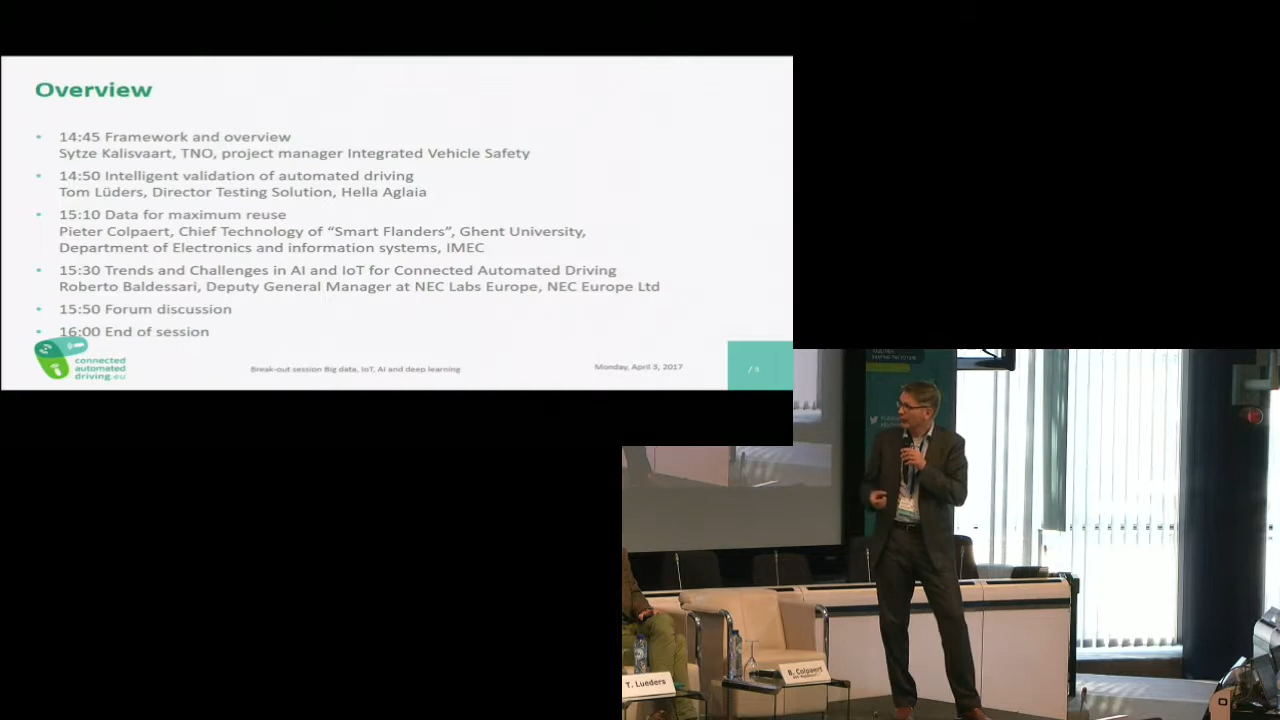 Overview
• 14:45 Framework and overview
Sytze Kalisvaart, TNO, project manager Integrated Vehicle Safety
• 14:50 Intelligent validation of automated driving
Tom Lüders, Director Testing Solution, Hella Aglaia
• 15:10 Data for maximum reuse
Pieter Colpaert, Chief Technology of “Smart Flanders”, Ghent University,
Department of Electronics and information systems, IMEC
• 15:30 Trends and Challenges in AI and IoT for Connected Automated Driving
Roberto Baldessari, Deputy General Manager at NEC Labs Europe, NEC Europe Ltd
• 15:50 Forum discussion
• 16:00 End of session
connected
automated
driving.eu
Break-out session Big data, IoT, AI and deep learning
Monday, April 3, 2017
TOGETHER
SHAPING THE FUTURE
T. Lueders
B. Colpaert